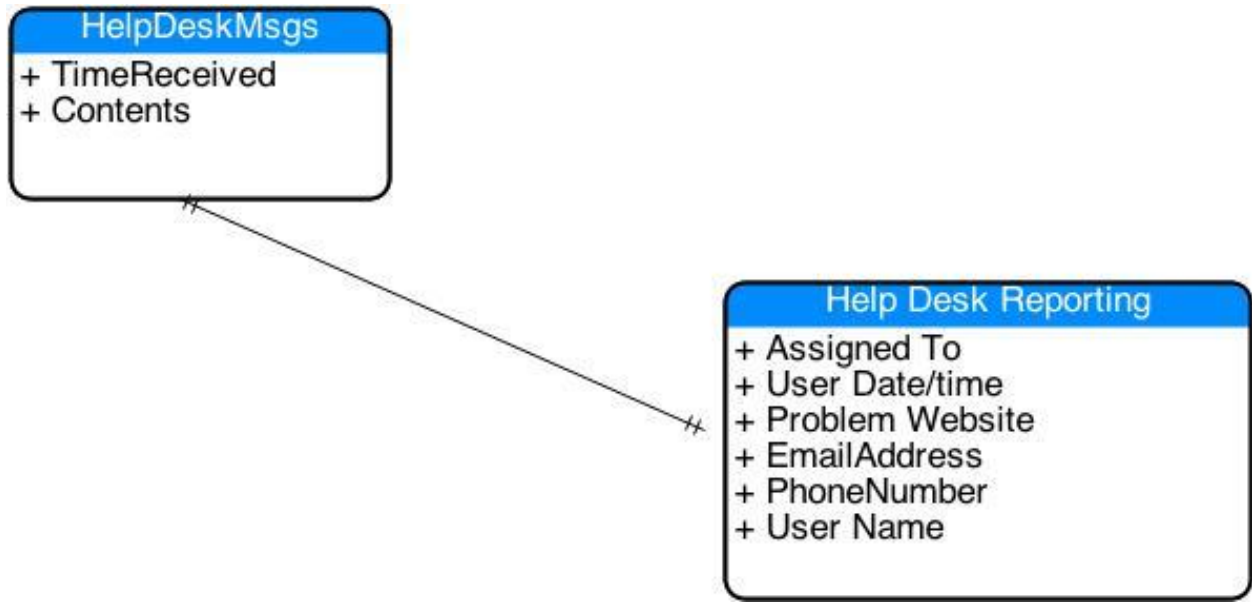 HelpDeskMsgs
+ TimeReceived
+ Contents
Help Desk Reporting
+ Assigned To
+ User Date/time
+ Problem Website
+ EmailAddress
+ PhoneNumber
+ User Name